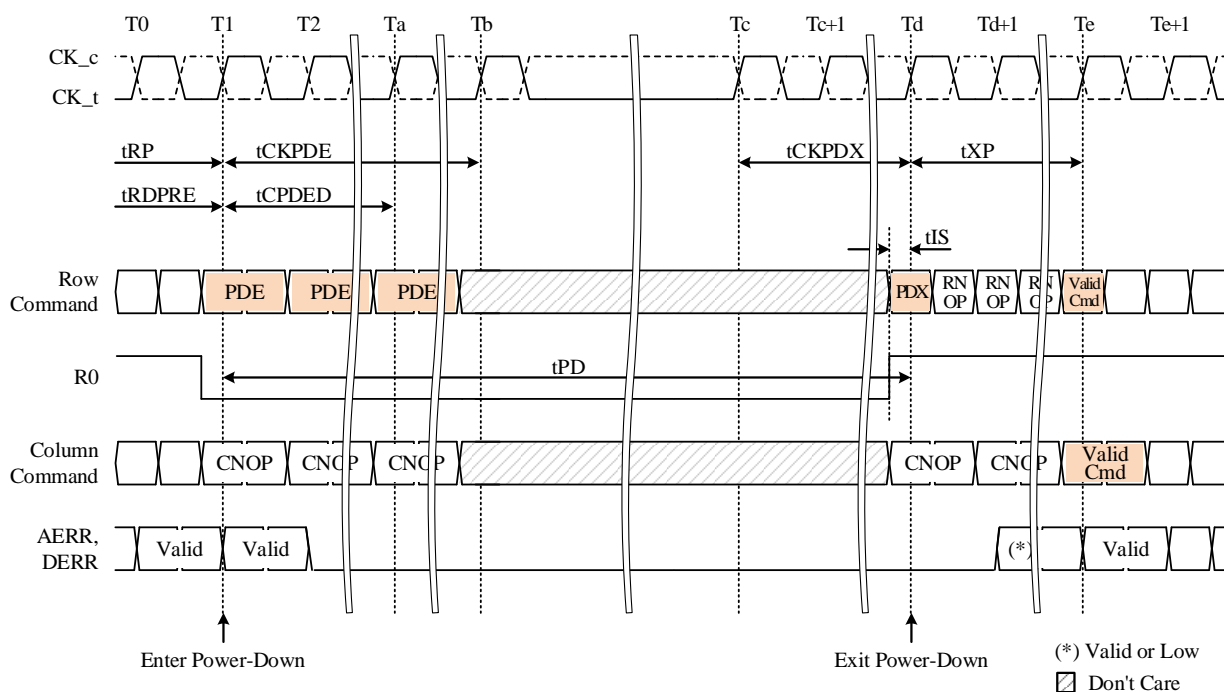 T0 T1 T2 Ta Tb Tc Tc+1 Td Td+1 Te Te+1
CK_c
CK_t
tRP tCKPDE tCKPDX tXP
tRDPRE tCPDED
tIS
Row
Command
PDE PDE PDE PDX RN
OP RN
OP RN
OP Valid
Cmd
R0 tPD
Column
Command
CNOP CNOP CNOP CNOP CNOP Valid
Cmd
AERR,
DERR
Valid Valid (*) Valid
Enter Power-Down Exit Power-Down
(*) Valid or Low
Don't Care